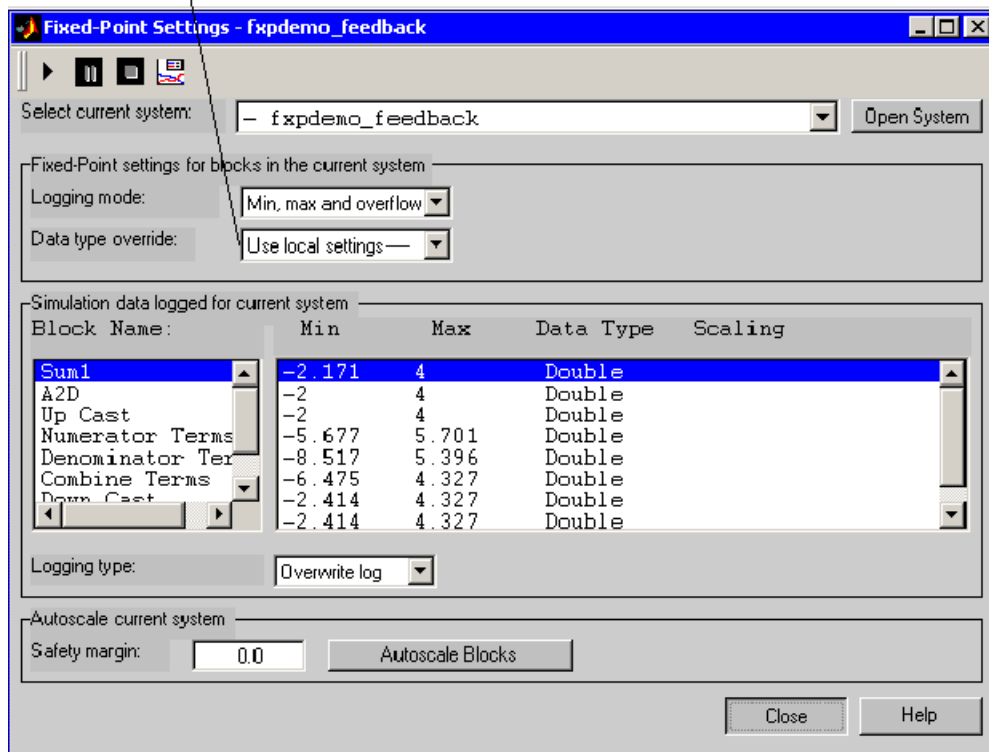 Fixed-Point Settings - fxpdemo_feedback
Select current system: - fxpdemo_feedback Open System
Fixed-Point settings for blocks in the current system
Logging mode: Min, max and overflow
Data type override: Use local settings
Simulation data logged for current system
Block Name: Min Max Data Type Scaling
Sum1 -2.171 4 Double
A2D -2 4 Double
Up Cast -2 4 Double
Numerator Terms -5.677 5.701 Double
Denominator Ter -8.517 5.396 Double
Combine Terms -6.475 4.327 Double
Down Cast -2.414 4.327 Double
-2.414 4.327 Double
Logging type: Overwrite log
Autoscale current system
Safety margin: 0.0 Autoscale Blocks
Close Help